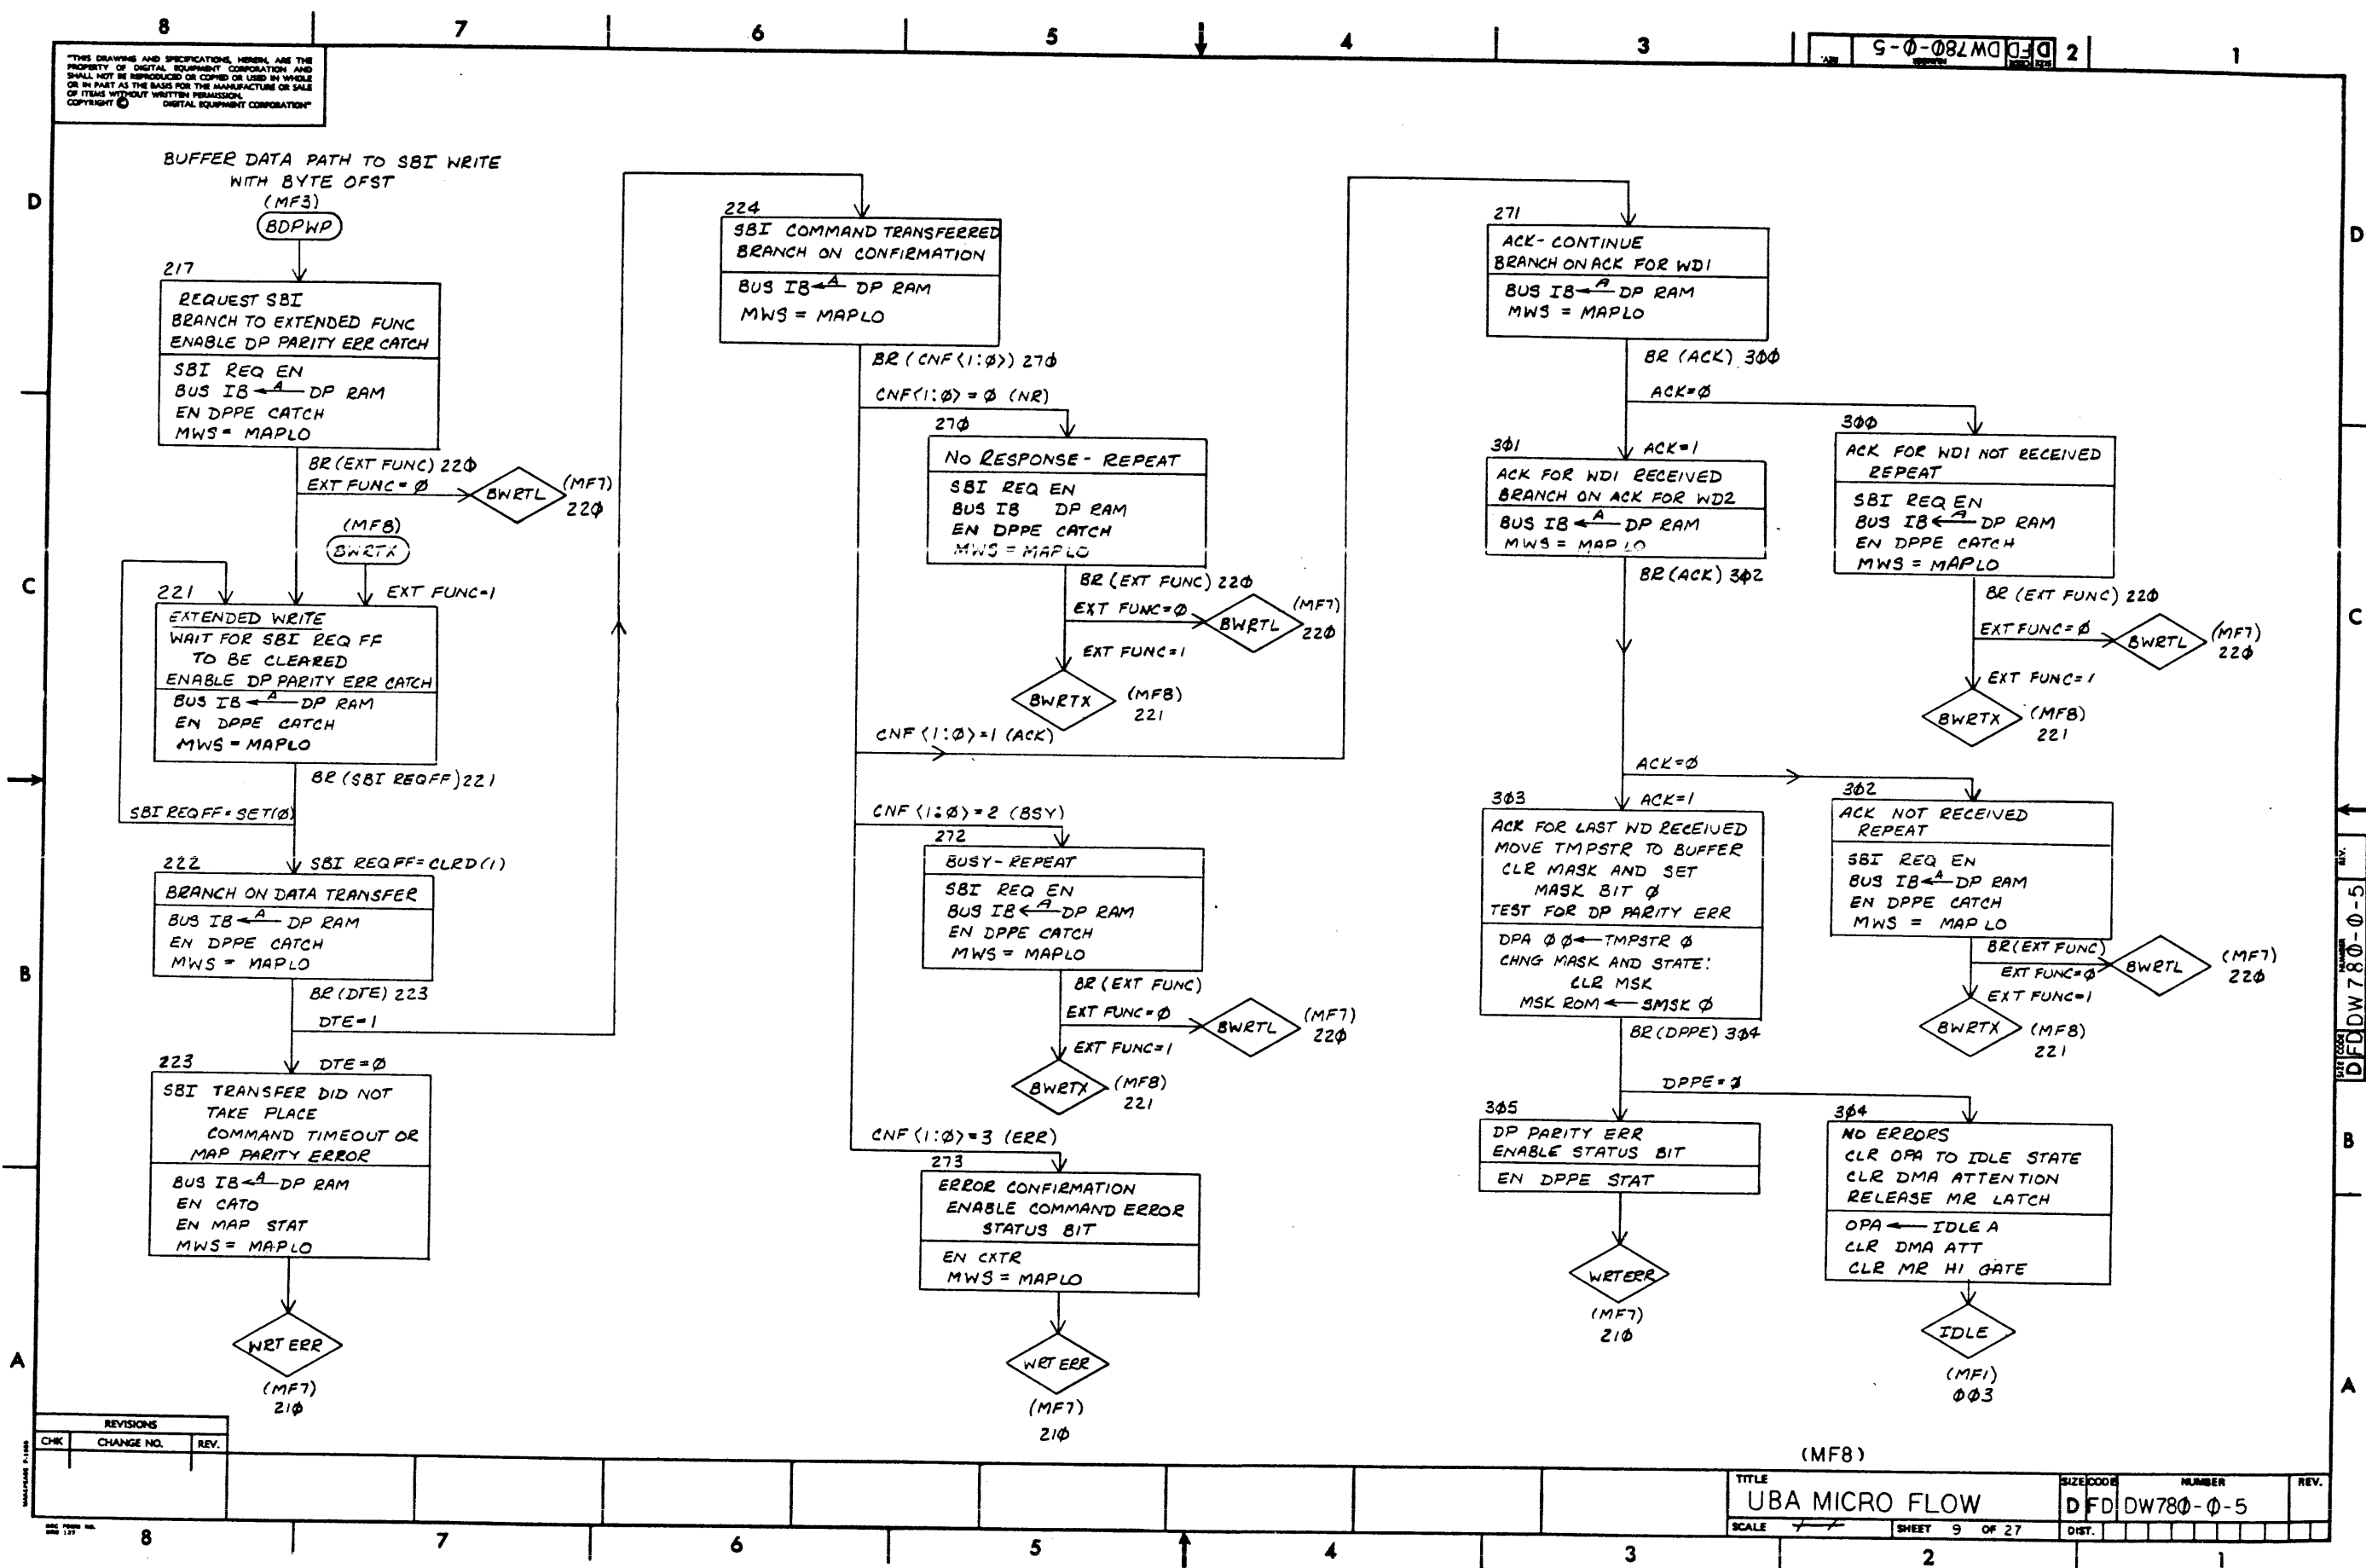 8 7 6 5 4 3 2 1
D FD DW780-0-5
SIZE CODE NUMBER REV.
"THIS DRAWING AND SPECIFICATIONS, HEREIN, ARE THE
PROPERTY OF DIGITAL EQUIPMENT CORPORATION AND
SHALL NOT BE REPRODUCED OR COPIED OR USED IN WHOLE
OR IN PART AS THE BASIS FOR THE MANUFACTURE OR SALE
OF ITEMS WITHOUT WRITTEN PERMISSION.
COPYRIGHT © DIGITAL EQUIPMENT CORPORATION"
D
C
B
A
BUFFER DATA PATH TO SBI WRITE
WITH BYTE OFST
(MF3)
BDPWP
217
REQUEST SBI
BRANCH TO EXTENDED FUNC
ENABLE DP PARITY ERR CATCH
SBI REQ EN
BUS IB ←A DP RAM
EN DPPE CATCH
MWS = MAPLO
BR (EXT FUNC) 22Ø
EXT FUNC = Ø
BWRTL
(MF7)
22Ø
(MF8)
BWRTX
EXT FUNC=1
221
EXTENDED WRITE
WAIT FOR SBI REQ FF
TO BE CLEARED
ENABLE DP PARITY ERR CATCH
BUS IB ←A DP RAM
EN DPPE CATCH
MWS = MAPLO
BR (SBI REQFF) 221
SBI REQFF=SET(Ø)
SBI REQFF=CLRD(1)
222
BRANCH ON DATA TRANSFER
BUS IB ←A DP RAM
EN DPPE CATCH
MWS = MAPLO
BR (DTE) 223
DTE=1
DTE=Ø
223
SBI TRANSFER DID NOT
TAKE PLACE
COMMAND TIMEOUT OR
MAP PARITY ERROR
BUS IB ←A DP RAM
EN CATO
EN MAP STAT
MWS = MAPLO
WRT ERR
(MF7)
21Ø
224
SBI COMMAND TRANSFERRED
BRANCH ON CONFIRMATION
BUS IB ←A DP RAM
MWS = MAPLO
BR (CNF<1:Ø>) 27Ø
CNF<1:Ø> = Ø (NR)
27Ø
NO RESPONSE - REPEAT
SBI REQ EN
BUS IB DP RAM
EN DPPE CATCH
MWS = MAPLO
BR (EXT FUNC) 22Ø
EXT FUNC=Ø
BWRTL
(MF7)
22Ø
EXT FUNC=1
BWRTX
(MF8)
221
CNF <1:Ø>=1 (ACK)
CNF <1:Ø>=2 (BSY)
272
BUSY-REPEAT
SBI REQ EN
BUS IB ←A DP RAM
EN DPPE CATCH
MWS = MAPLO
BR (EXT FUNC)
EXT FUNC=Ø
BWRTL
(MF7)
22Ø
EXT FUNC=1
BWRTX
(MF8)
221
CNF <1:Ø>=3 (ERR)
273
ERROR CONFIRMATION
ENABLE COMMAND ERROR
STATUS BIT
EN CXTR
MWS = MAPLO
WRT ERR
(MF7)
21Ø
271
ACK - CONTINUE
BRANCH ON ACK FOR WD1
BUS IB ←A DP RAM
MWS = MAPLO
BR (ACK) 3ØØ
ACK=Ø
ACK=1
3ØØ
ACK FOR WD1 NOT RECEIVED
REPEAT
SBI REQ EN
BUS IB ←A DP RAM
EN DPPE CATCH
MWS = MAPLO
BR (EXT FUNC) 22Ø
EXT FUNC=Ø
BWRTL
(MF7)
22Ø
EXT FUNC=1
BWRTX
(MF8)
221
3Ø1
ACK FOR WD1 RECEIVED
BRANCH ON ACK FOR WD2
BUS IB ←A DP RAM
MWS = MAPLO
BR (ACK) 3Ø2
ACK=Ø
ACK=1
3Ø2
ACK NOT RECEIVED
REPEAT
SBI REQ EN
BUS IB ←A DP RAM
EN DPPE CATCH
MWS = MAPLO
BR (EXT FUNC)
EXT FUNC=Ø
BWRTL
(MF7)
22Ø
EXT FUNC=1
BWRTX
(MF8)
221
3Ø3
ACK FOR LAST WD RECEIVED
MOVE TMPSTR TO BUFFER
CLR MASK AND SET
MASK BIT Ø
TEST FOR DP PARITY ERR
DPA ØØ ← TMPSTR Ø
CHNG MASK AND STATE:
CLR MSK
MSK ROM ← SMSK Ø
BR (DPPE) 3Ø4
DPPE=Ø
3Ø5
DP PARITY ERR
ENABLE STATUS BIT
EN DPPE STAT
WRTERR
(MF7)
21Ø
3Ø4
NO ERRORS
CLR OPA TO IDLE STATE
CLR DMA ATTENTION
RELEASE MR LATCH
OPA ← IDLE A
CLR DMA ATT
CLR MR HI GATE
IDLE
(MF1)
ØØ3
D
C
B
A
SIZE CODE NUMBER REV.
D FD DW78Ø-Ø-5
REVISIONS
CHK CHANGE NO. REV.
(MF8)
TITLE
UBA MICRO FLOW
SIZE CODE NUMBER REV.
D FD DW78Ø-Ø-5
SCALE SHEET 9 OF 27 DIST.
8 7 6 5 4 3 2 1